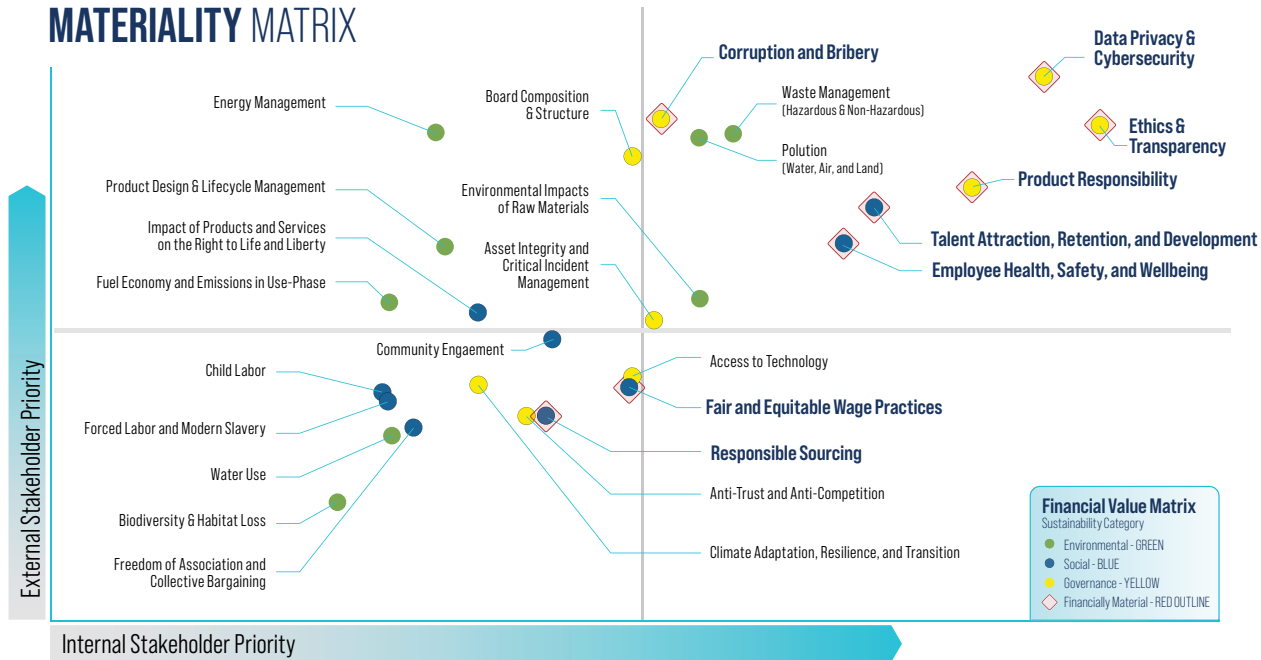 MATERIALITY MATRIX
Data Privacy &
Cybersecurity
Corruption and Bribery
Energy Management
Board Composition
& Structure
Waste Management
(Hazardous & Non-Hazardous)
Ethics &
Transparency
Polution
(Water, Air, and Land)
Product Responsibility
Product Design & Lifecycle Management
Environmental Impacts
of Raw Materials
Impact of Products and Services
on the Right to Life and Liberty
Talent Attraction, Retention, and Development
Asset Integrity and
Critical Incident
Management
Employee Health, Safety, and Wellbeing
Fuel Economy and Emissions in Use-Phase
Community Engaement
Access to Technology
Child Labor
Fair and Equitable Wage Practices
Forced Labor and Modern Slavery
Responsible Sourcing
Water Use
Anti-Trust and Anti-Competition
Biodiversity & Habitat Loss
Climate Adaptation, Resilience, and Transition
Freedom of Association and
Collective Bargaining
External Stakeholder Priority
Internal Stakeholder Priority
Financial Value Matrix
Sustainability Category
Environmental - GREEN
Social - BLUE
Governance - YELLOW
Financially Material - RED OUTLINE